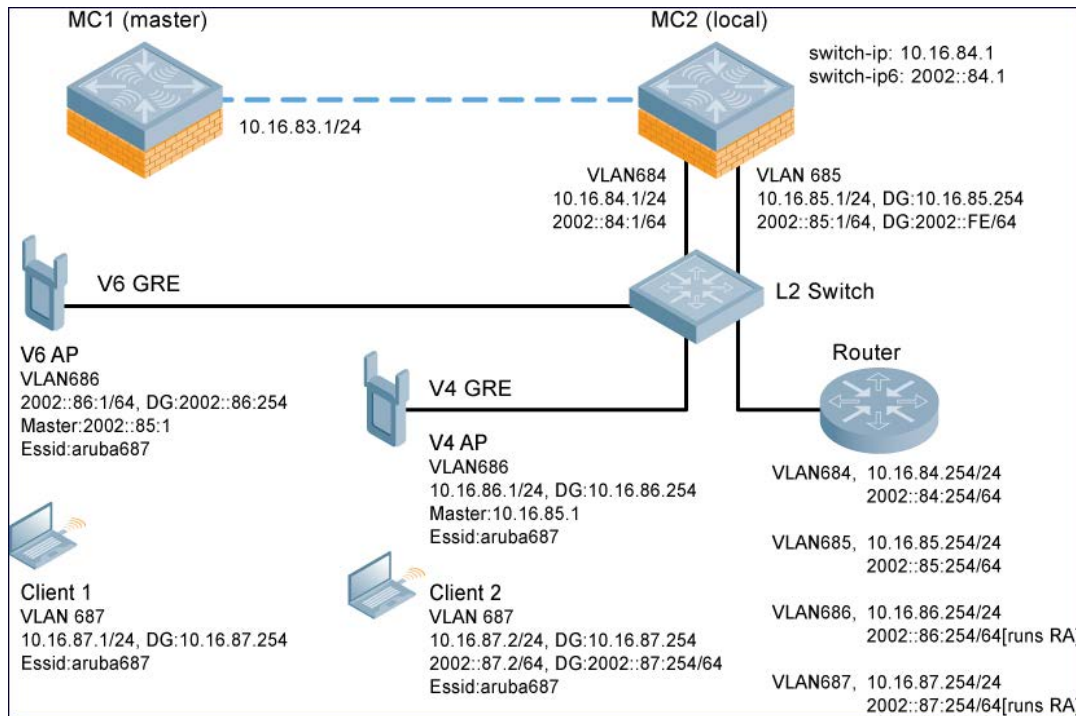 MC1 (master)
MC2 (local)
switch-ip: 10.16.84.1
switch-ip6: 2002::84.1
10.16.83.1/24
VLAN684
10.16.84.1/24
2002::84:1/64
VLAN 685
10.16.85.1/24, DG:10.16.85.254
2002::85:1/64, DG:2002::FE/64
V6 GRE
L2 Switch
V6 AP
VLAN686
2002::86:1/64, DG:2002::86:254
Master:2002::85:1
Essid:aruba687
V4 GRE
V4 AP
VLAN686
10.16.86.1/24, DG:10.16.86.254
Master:10.16.85.1
Essid:aruba687
Router
VLAN684, 10.16.84.254/24
2002::84:254/64
VLAN685, 10.16.85.254/24
2002::85:254/64
VLAN686, 10.16.86.254/24
2002::86:254/64[runs RA]
VLAN687, 10.16.87.254/24
2002::87:254/64[runs RA]
Client 1
VLAN 687
10.16.87.1/24, DG:10.16.87.254
Essid:aruba687
Client 2
VLAN 687
10.16.87.2/24, DG:10.16.87.254
2002::87.2/64, DG:2002::87:254/64
Essid:aruba687